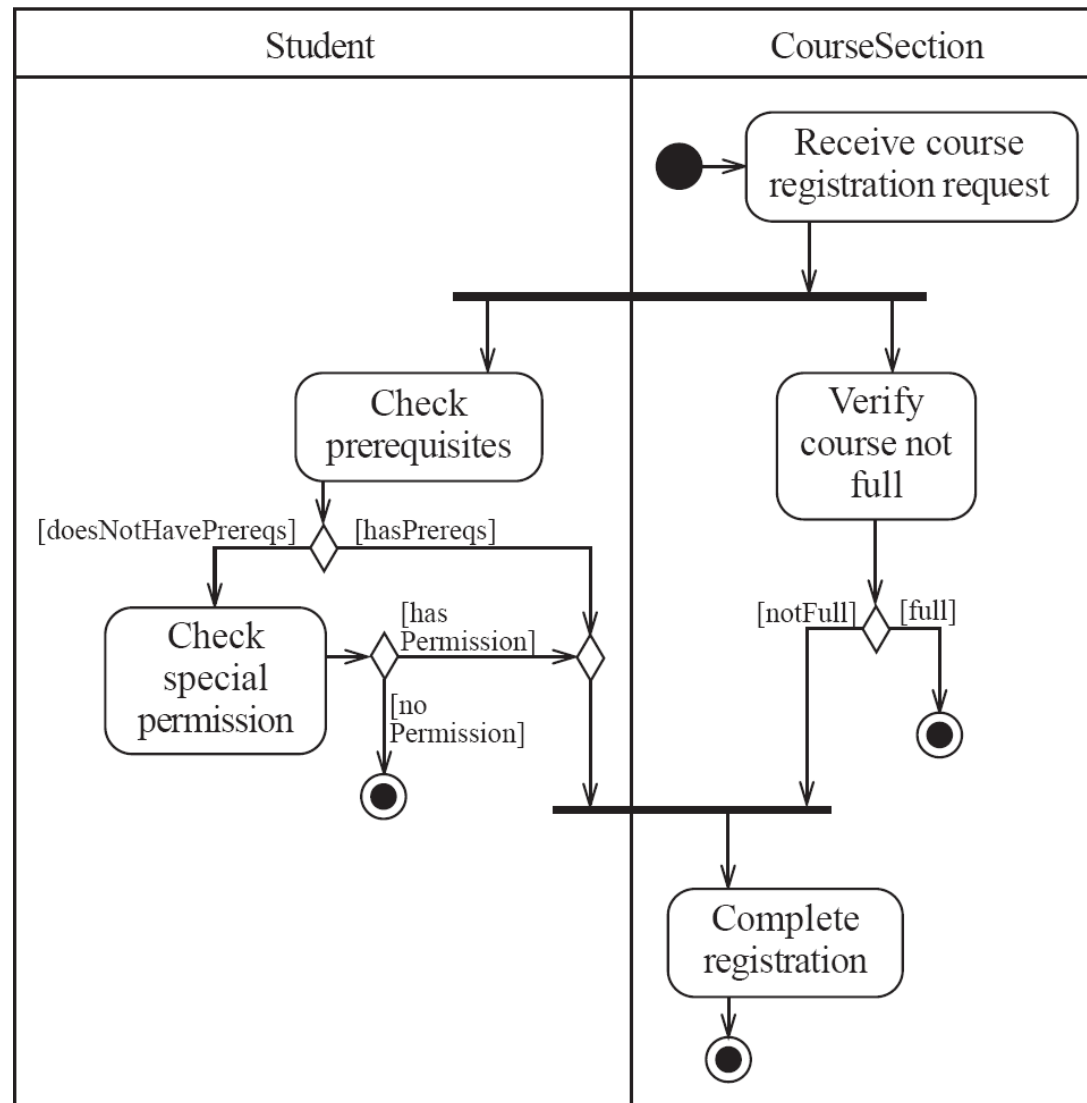 Student
CourseSection
Receive course
registration request
Check
prerequisites
Verify
course not
full
[doesNotHavePrereqs]
[hasPrereqs]
[has
Permission]
[notFull]
[full]
Check
special
permission
[no
Permission]
Complete
registration